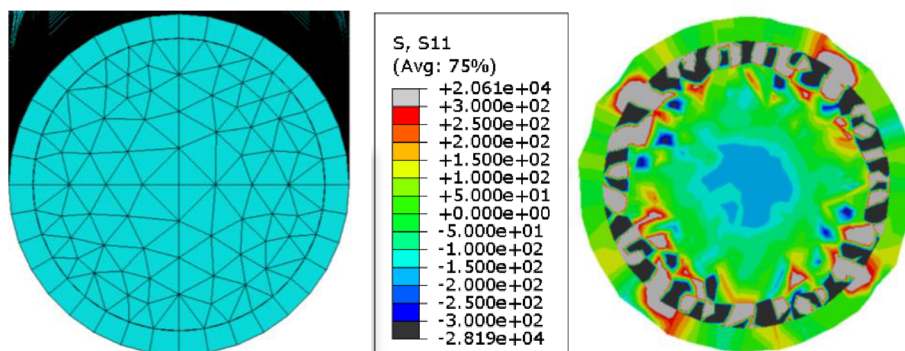 S, S11
(Avg: 75%)
+2.061e+04
+3.000e+02
+2.500e+02
+2.000e+02
+1.500e+02
+1.000e+02
+5.000e+01
+0.000e+00
-5.000e+01
-1.000e+02
-1.500e+02
-2.000e+02
-2.500e+02
-3.000e+02
-2.819e+04